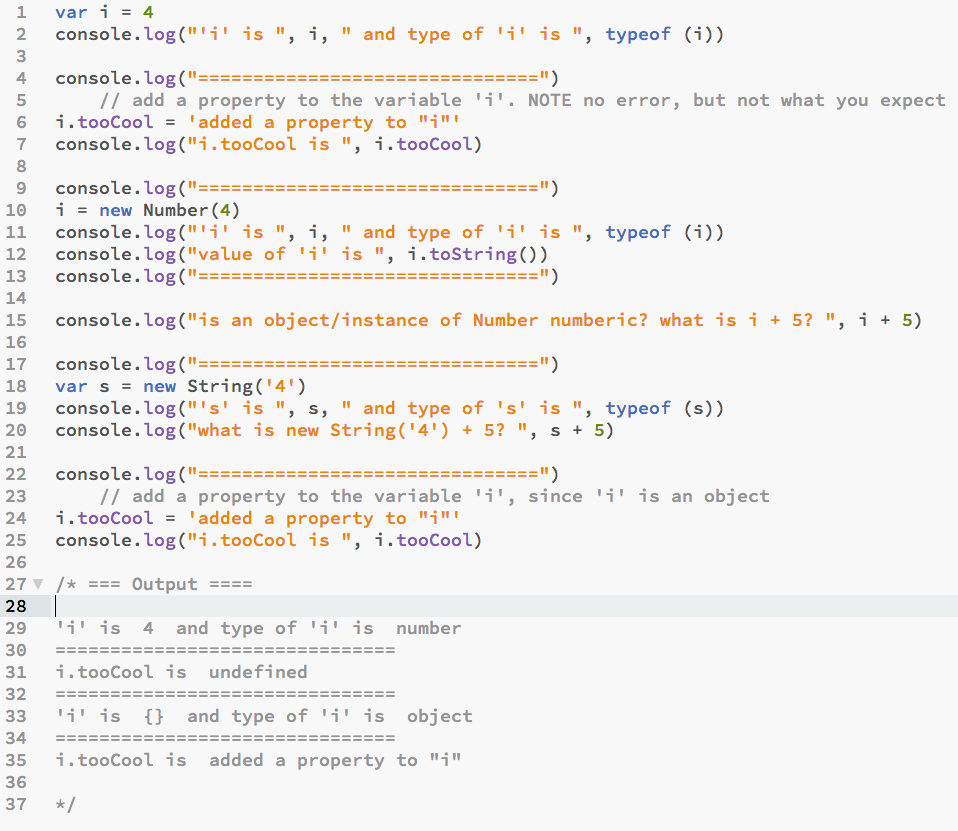 1 var i = 4
2 console.log("'i' is ", i, " and type of 'i' is ", typeof (i))
3
4 console.log("===============================")
5     // add a property to the variable 'i'. NOTE no error, but not what you expect
6 i.tooCool = 'added a property to "i"'
7 console.log("i.tooCool is ", i.tooCool)
8
9 console.log("===============================")
10 i = new Number(4)
11 console.log("'i' is ", i, " and type of 'i' is ", typeof (i))
12 console.log("value of 'i' is ", i.toString())
13 console.log("===============================")
14
15 console.log("is an object/instance of Number numberic? what is i + 5? ", i + 5)
16
17 console.log("===============================")
18 var s = new String('4')
19 console.log("'s' is ", s, " and type of 's' is ", typeof (s))
20 console.log("what is new String('4') + 5? ", s + 5)
21
22 console.log("===============================")
23     // add a property to the variable 'i', since 'i' is an object
24 i.tooCool = 'added a property to "i"'
25 console.log("i.tooCool is ", i.tooCool)
26
27 /* === Output ====
28
29 'i' is  4  and type of 'i' is  number
30 ===============================
31 i.tooCool is  undefined
32 ===============================
33 'i' is  {}  and type of 'i' is  object
34 ===============================
35 i.tooCool is  added a property to "i"
36
37 */